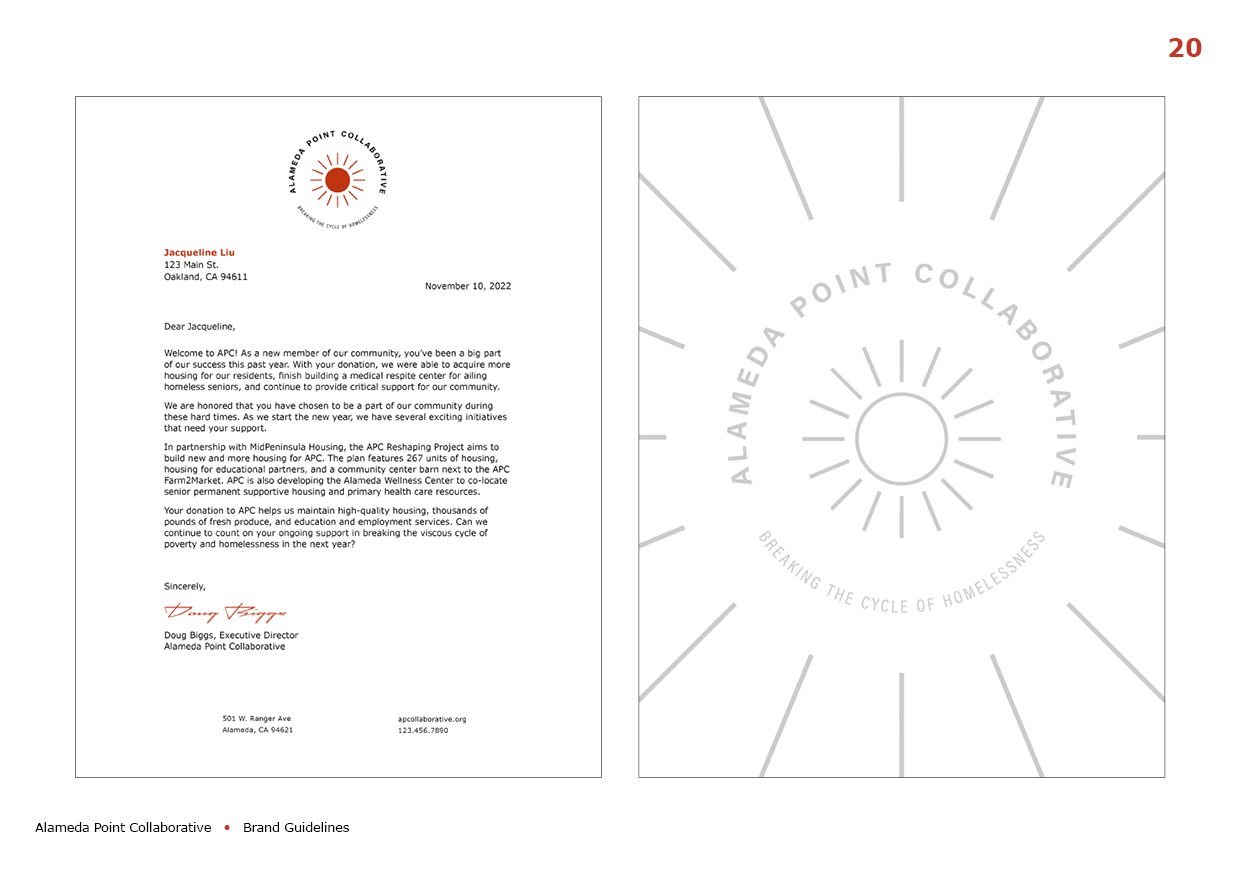 20
ALAMEDA POINT COLLABORATIVE
BREAKING THE CYCLE OF HOMELESSNESS
Jacqueline Liu
123 Main St.
Oakland, CA 94611
November 10, 2022
Dear Jacqueline,
Welcome to APC! As a new member of our community, you've been a big part
of our success this past year. With your donation, we were able to acquire more
housing for our residents, finish building a medical respite center for ailing
homeless seniors, and continue to provide critical support for our community.
We are honored that you have chosen to be a part of our community during
these hard times. As we start the new year, we have several exciting initiatives
that need your support.
In partnership with MidPeninsula Housing, the APC Reshaping Project aims to
build new and more housing for APC. The plan features 267 units of housing,
housing for educational partners, and a community center barn next to the APC
Farm2Market. APC is also developing the Alameda Wellness Center to co-locate
senior permanent supportive housing and primary health care resources.
Your donation to APC helps us maintain high-quality housing, thousands of
pounds of fresh produce, and education and employment services. Can we
continue to count on your ongoing support in breaking the viscous cycle of
poverty and homelessness in the next year?
Sincerely,
Doug Biggs
Doug Biggs, Executive Director
Alameda Point Collaborative
501 W. Ranger Ave
Alameda, CA 94621
apcollaborative.org
123.456.7890
ALAMEDA POINT COLLABORATIVE
BREAKING THE CYCLE OF HOMELESSNESS
Alameda Point Collaborative • Brand Guidelines